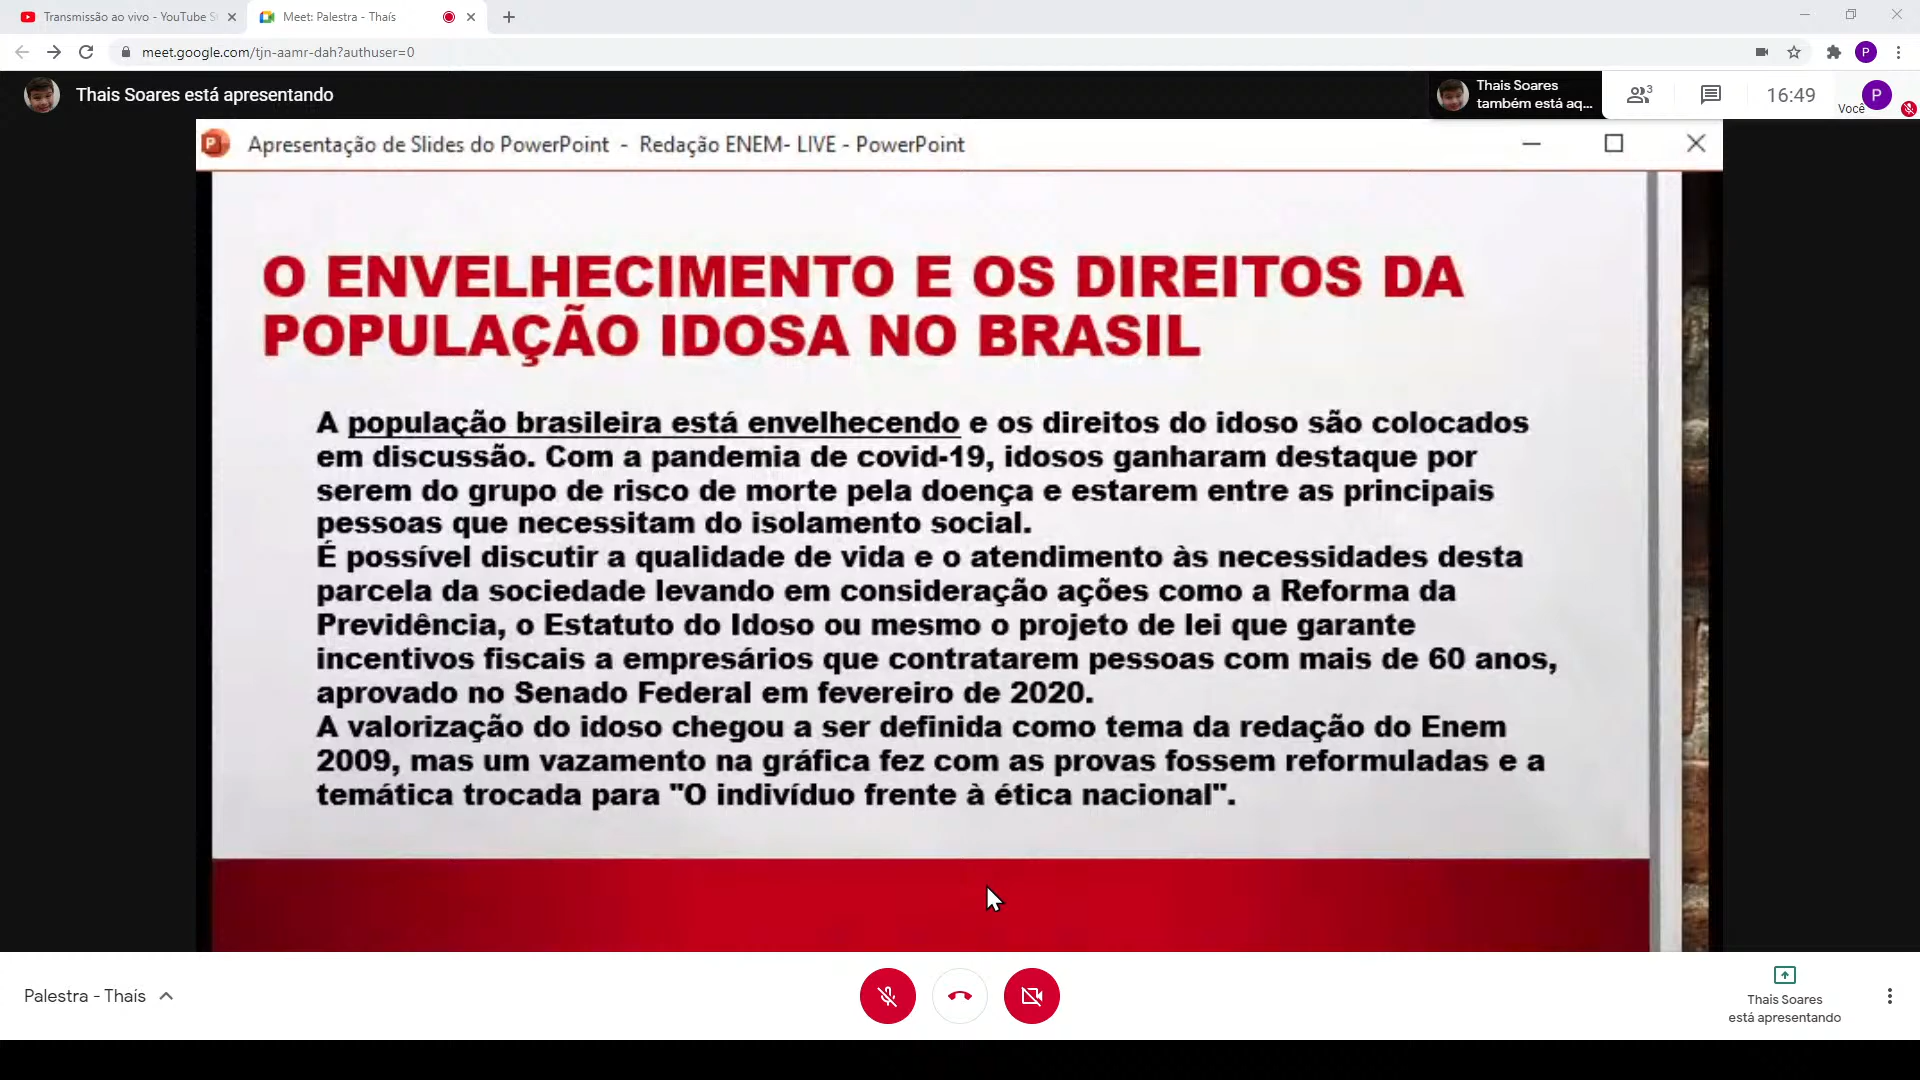 Transmissão ao vivo - YouTube
Meet: Palestra - Thaís
meet.google.com/tjn-aamr-dah?authuser=0
P
Thais Soares está apresentando
Thais Soares
também está aq...
3
16:49
Você
P
Apresentação de Slides do PowerPoint - Redação ENEM- LIVE - PowerPoint
O ENVELHECIMENTO E OS DIREITOS DA
POPULAÇÃO IDOSA NO BRASIL
A população brasileira está envelhecendo e os direitos do idoso são colocados
em discussão. Com a pandemia de covid-19, idosos ganharam destaque por
serem do grupo de risco de morte pela doença e estarem entre as principais
pessoas que necessitam do isolamento social.
É possível discutir a qualidade de vida e o atendimento às necessidades desta
parcela da sociedade levando em consideração ações como a Reforma da
Previdência, o Estatuto do Idoso ou mesmo o projeto de lei que garante
incentivos fiscais a empresários que contratarem pessoas com mais de 60 anos,
aprovado no Senado Federal em fevereiro de 2020.
A valorização do idoso chegou a ser definida como tema da redação do Enem
2009, mas um vazamento na gráfica fez com as provas fossem reformuladas e a
temática trocada para "O indivíduo frente à ética nacional".
Palestra - Thaís
Thais Soares
está apresentando